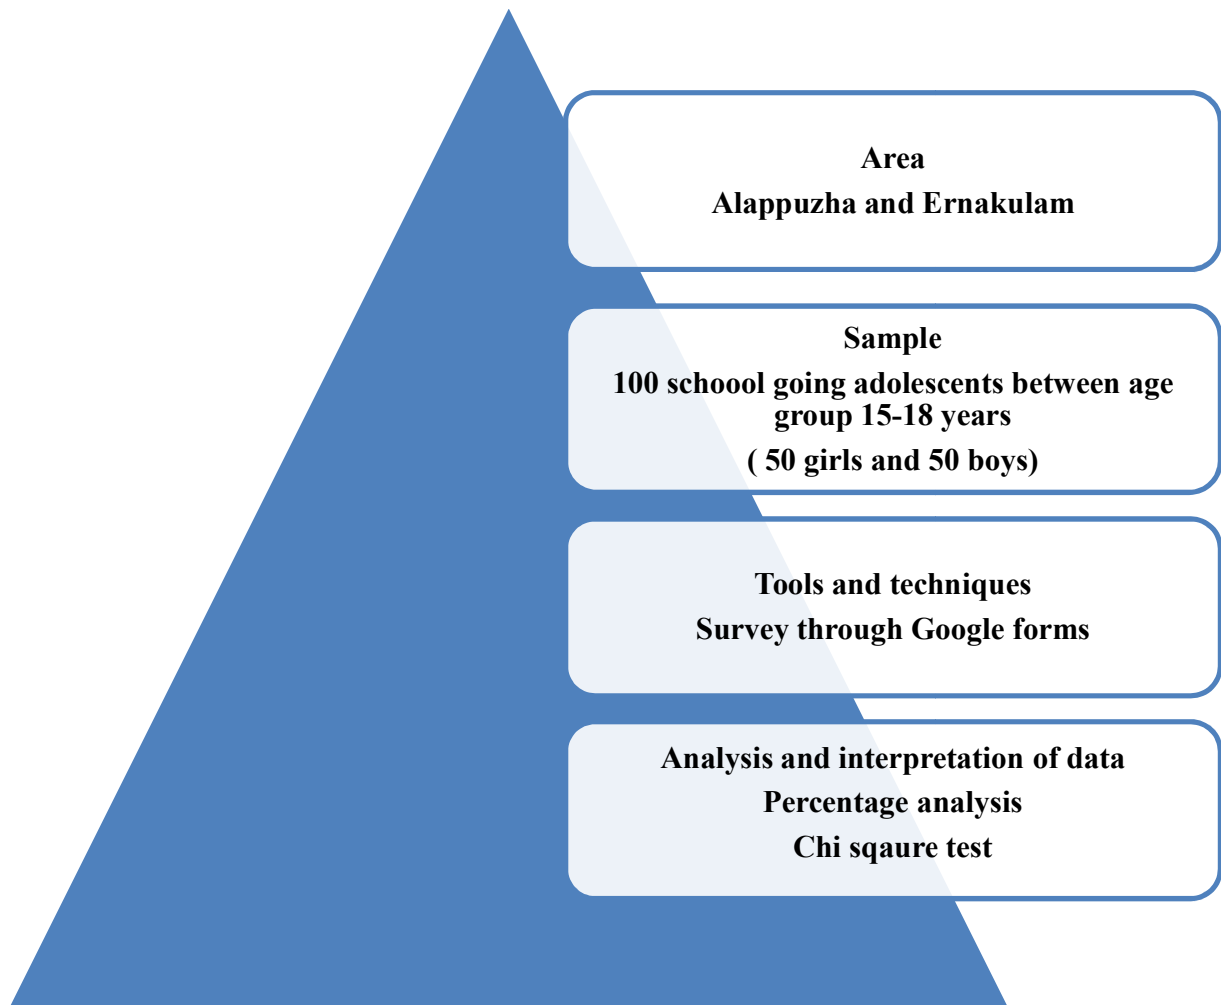 Area
Alappuzha and Ernakulam
Sample
100 schoool going adolescents between age
group 15-18 years
( 50 girls and 50 boys)
Tools and techniques
Survey through Google forms
Analysis and interpretation of data
Percentage analysis
Chi sqaure test